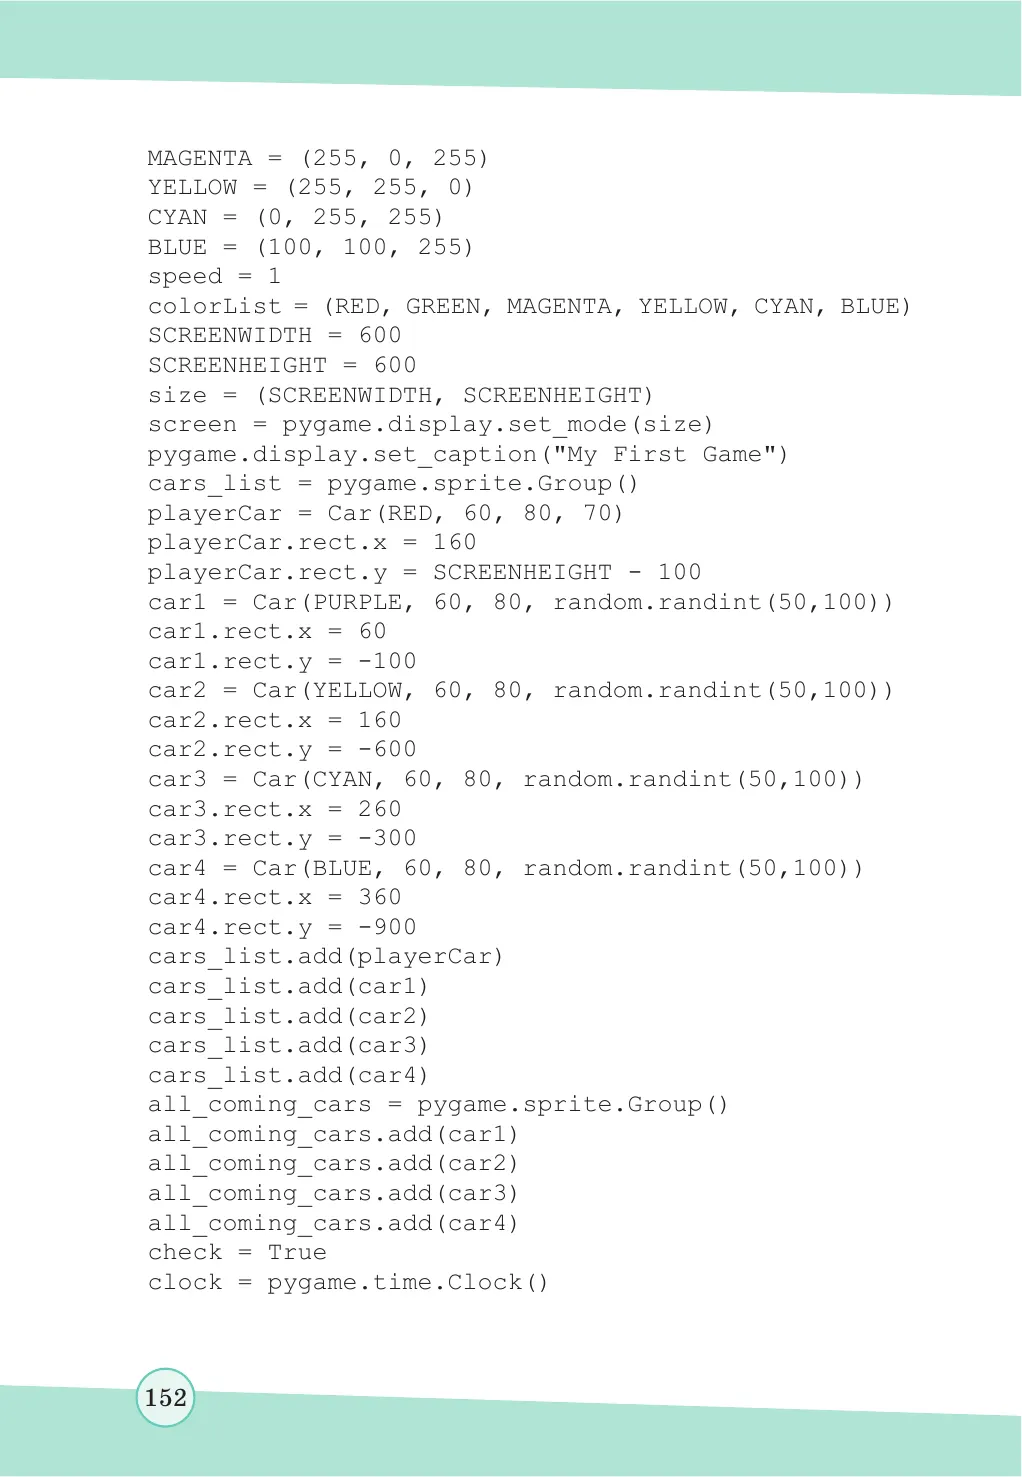 MAGENTA = (255, 0, 255)
YELLOW = (255, 255, 0)
CYAN = (0, 255, 255)
BLUE = (100, 100, 255)
speed = 1
colorList = (RED, GREEN, MAGENTA, YELLOW, CYAN, BLUE)
SCREENWIDTH = 600
SCREENHEIGHT = 600
size = (SCREENWIDTH, SCREENHEIGHT)
screen = pygame.display.set_mode(size)
pygame.display.set_caption("My First Game")
cars_list = pygame.sprite.Group()
playerCar = Car(RED, 60, 80, 70)
playerCar.rect.x = 160
playerCar.rect.y = SCREENHEIGHT - 100
car1 = Car(PURPLE, 60, 80, random.randint(50,100))
car1.rect.x = 60
car1.rect.y = -100
car2 = Car(YELLOW, 60, 80, random.randint(50,100))
car2.rect.x = 160
car2.rect.y = -600
car3 = Car(CYAN, 60, 80, random.randint(50,100))
car3.rect.x = 260
car3.rect.y = -300
car4 = Car(BLUE, 60, 80, random.randint(50,100))
car4.rect.x = 360
car4.rect.y = -900
cars_list.add(playerCar)
cars_list.add(car1)
cars_list.add(car2)
cars_list.add(car3)
cars_list.add(car4)
all_coming_cars = pygame.sprite.Group()
all_coming_cars.add(car1)
all_coming_cars.add(car2)
all_coming_cars.add(car3)
all_coming_cars.add(car4)
check = True
clock = pygame.time.Clock()
152